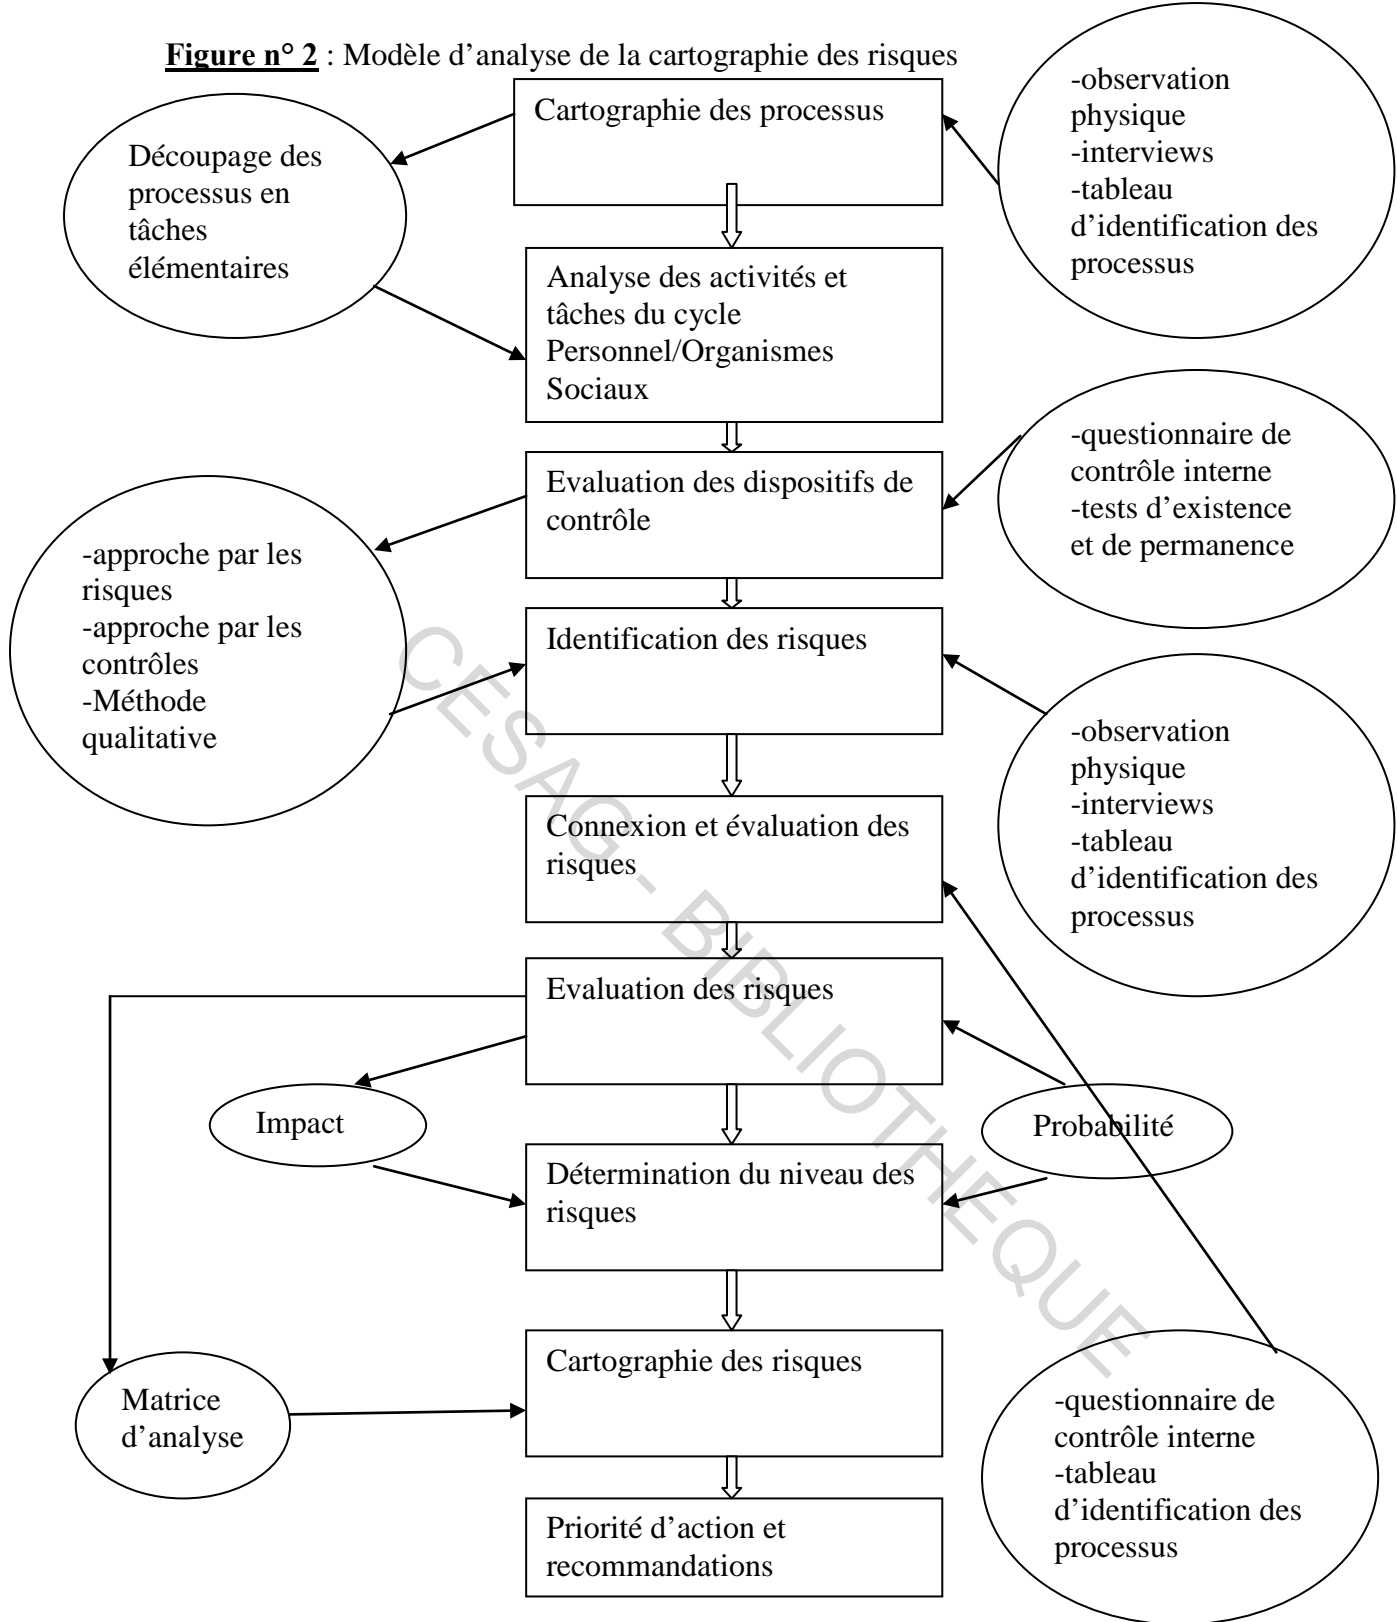 Figure n° 2 : Modèle d’analyse de la cartographie des risques
-observation
physique
-interviews
-tableau
d’identification des
processus
Cartographie des processus
Découpage des
processus en
tâches
élémentaires
Analyse des activités et
tâches du cycle
Personnel/Organismes
Sociaux
-questionnaire de
contrôle interne
-tests d’existence
et de permanence
Evaluation des dispositifs de
contrôle
-approche par les
risques
-approche par les
contrôles
-Méthode
qualitative
Identification des risques
-observation
physique
-interviews
-tableau
d’identification des
processus
Connexion et évaluation des
risques
Evaluation des risques
Impact
Probabilité
Détermination du niveau des
risques
Cartographie des risques
Matrice
d’analyse
-questionnaire de
contrôle interne
-tableau
d’identification des
processus
Priorité d’action et
recommandations
CESAG - BIBLIOTHEQUE